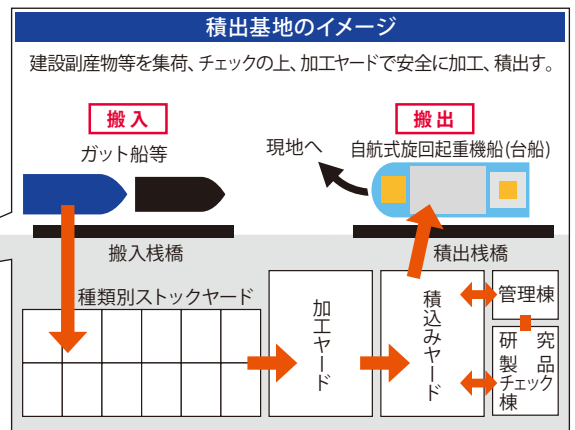 積出基地のイメージ
建設副産物等を集荷、チェックの上、加工ヤードで安全に加工、積出す。
搬入
搬出
ガット船等
現地へ
自航式旋回起重機船(台船)
搬入桟橋
積出桟橋
種類別ストックヤード
加工ヤード
積込みヤード
管理棟
研究
製品
チェック
棟